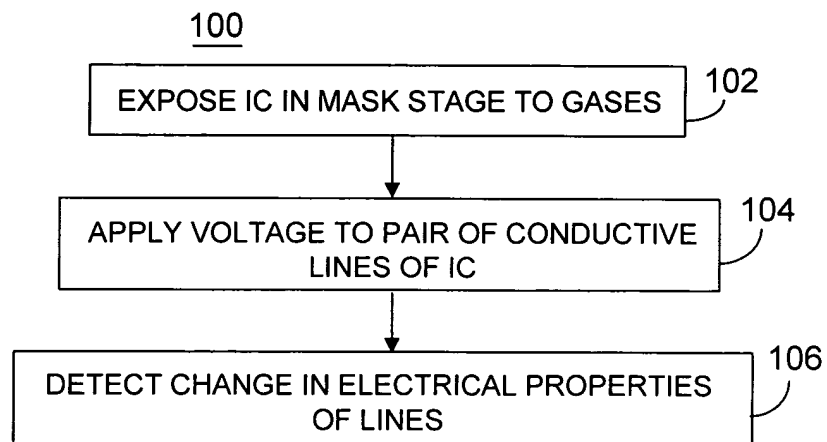 100
EXPOSE IC IN MASK STAGE TO GASES
102
APPLY VOLTAGE TO PAIR OF CONDUCTIVE
LINES OF IC
104
DETECT CHANGE IN ELECTRICAL PROPERTIES
OF LINES
106